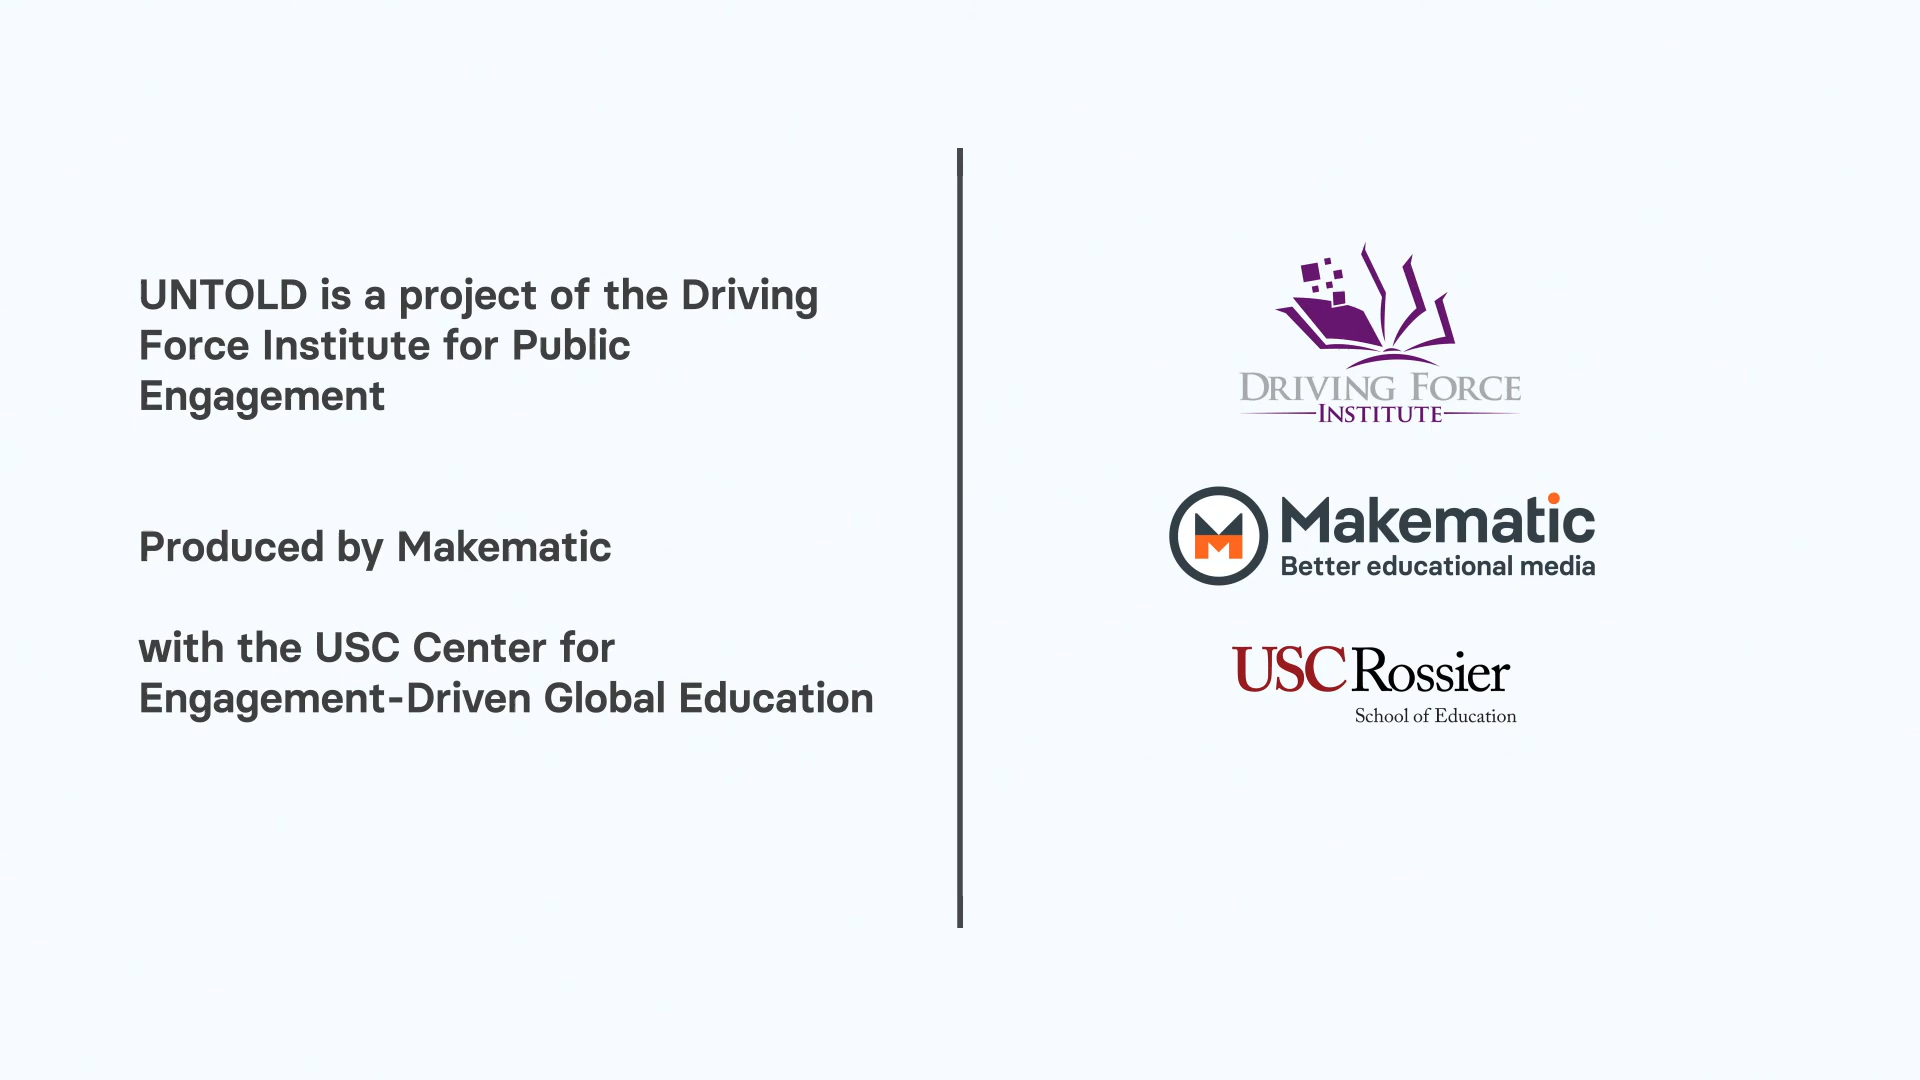 UNTOLD is a project of the Driving
Force Institute for Public
Engagement
Produced by Makematic
with the USC Center for
Engagement-Driven Global Education
DRIVING FORCE
INSTITUTE
Makematic
Better educational media
USC Rossier
School of Education